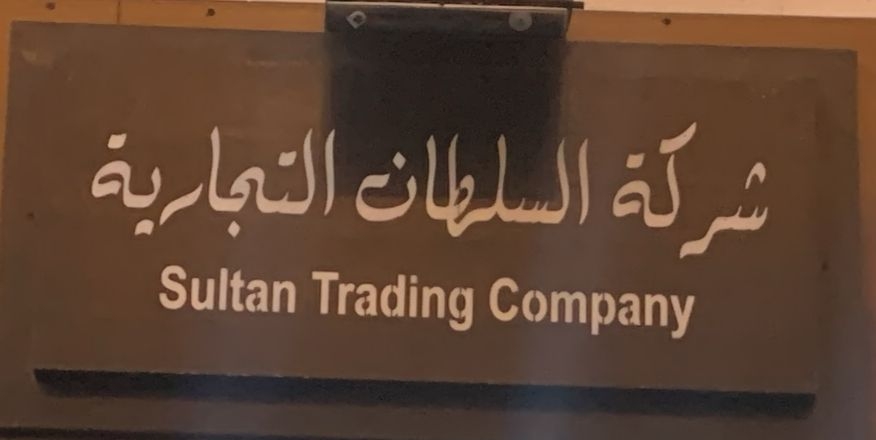 شركة السلطان التجارية
Sultan Trading Company